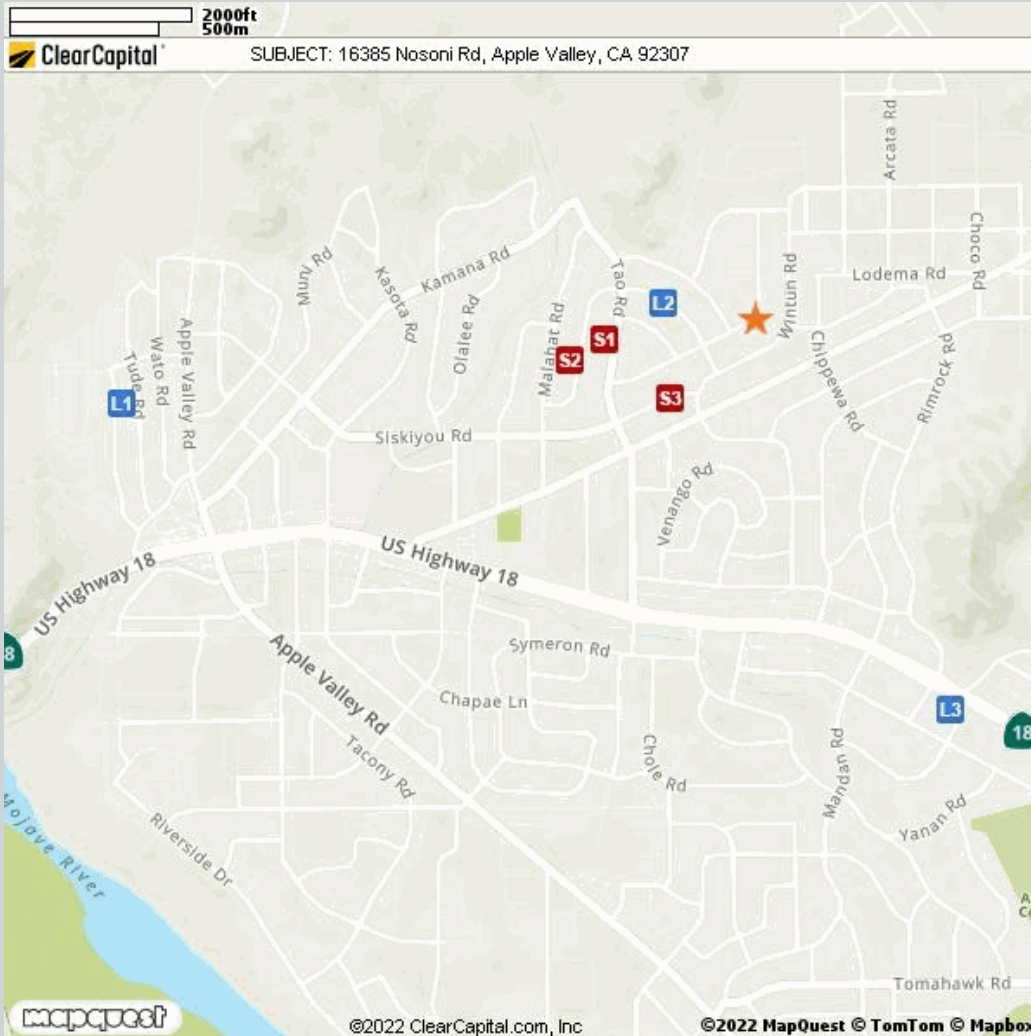 2000ft
500m
ClearCapital
SUBJECT: 16385 Nosoni Rd, Apple Valley, CA 92307
Arcata Rd
Choco Rd
Munni Rd
Kasota Rd
Kamana Rd
Tao Rd
Wintun Rd
Lodema Rd
L2
Olalee Rd
Malahat Rd
S1
S2
Chippewa Rd
Rimrock Rd
Apple Valley Rd
Wato Rd
Tude Rd
L1
S3
Siskiyou Rd
Venango Rd
US Highway 18
US Highway 18
8
Symeron Rd
Apple Valley Rd
Chapae Ln
L3
18
Tacony Rd
Chole Rd
Mandan Rd
Yanan Rd
Mojave River
Riverside Dr
Tomahawk Rd
mapquest
©2022 ClearCapital.com, Inc
©2022 MapQuest © TomTom © Mapbox